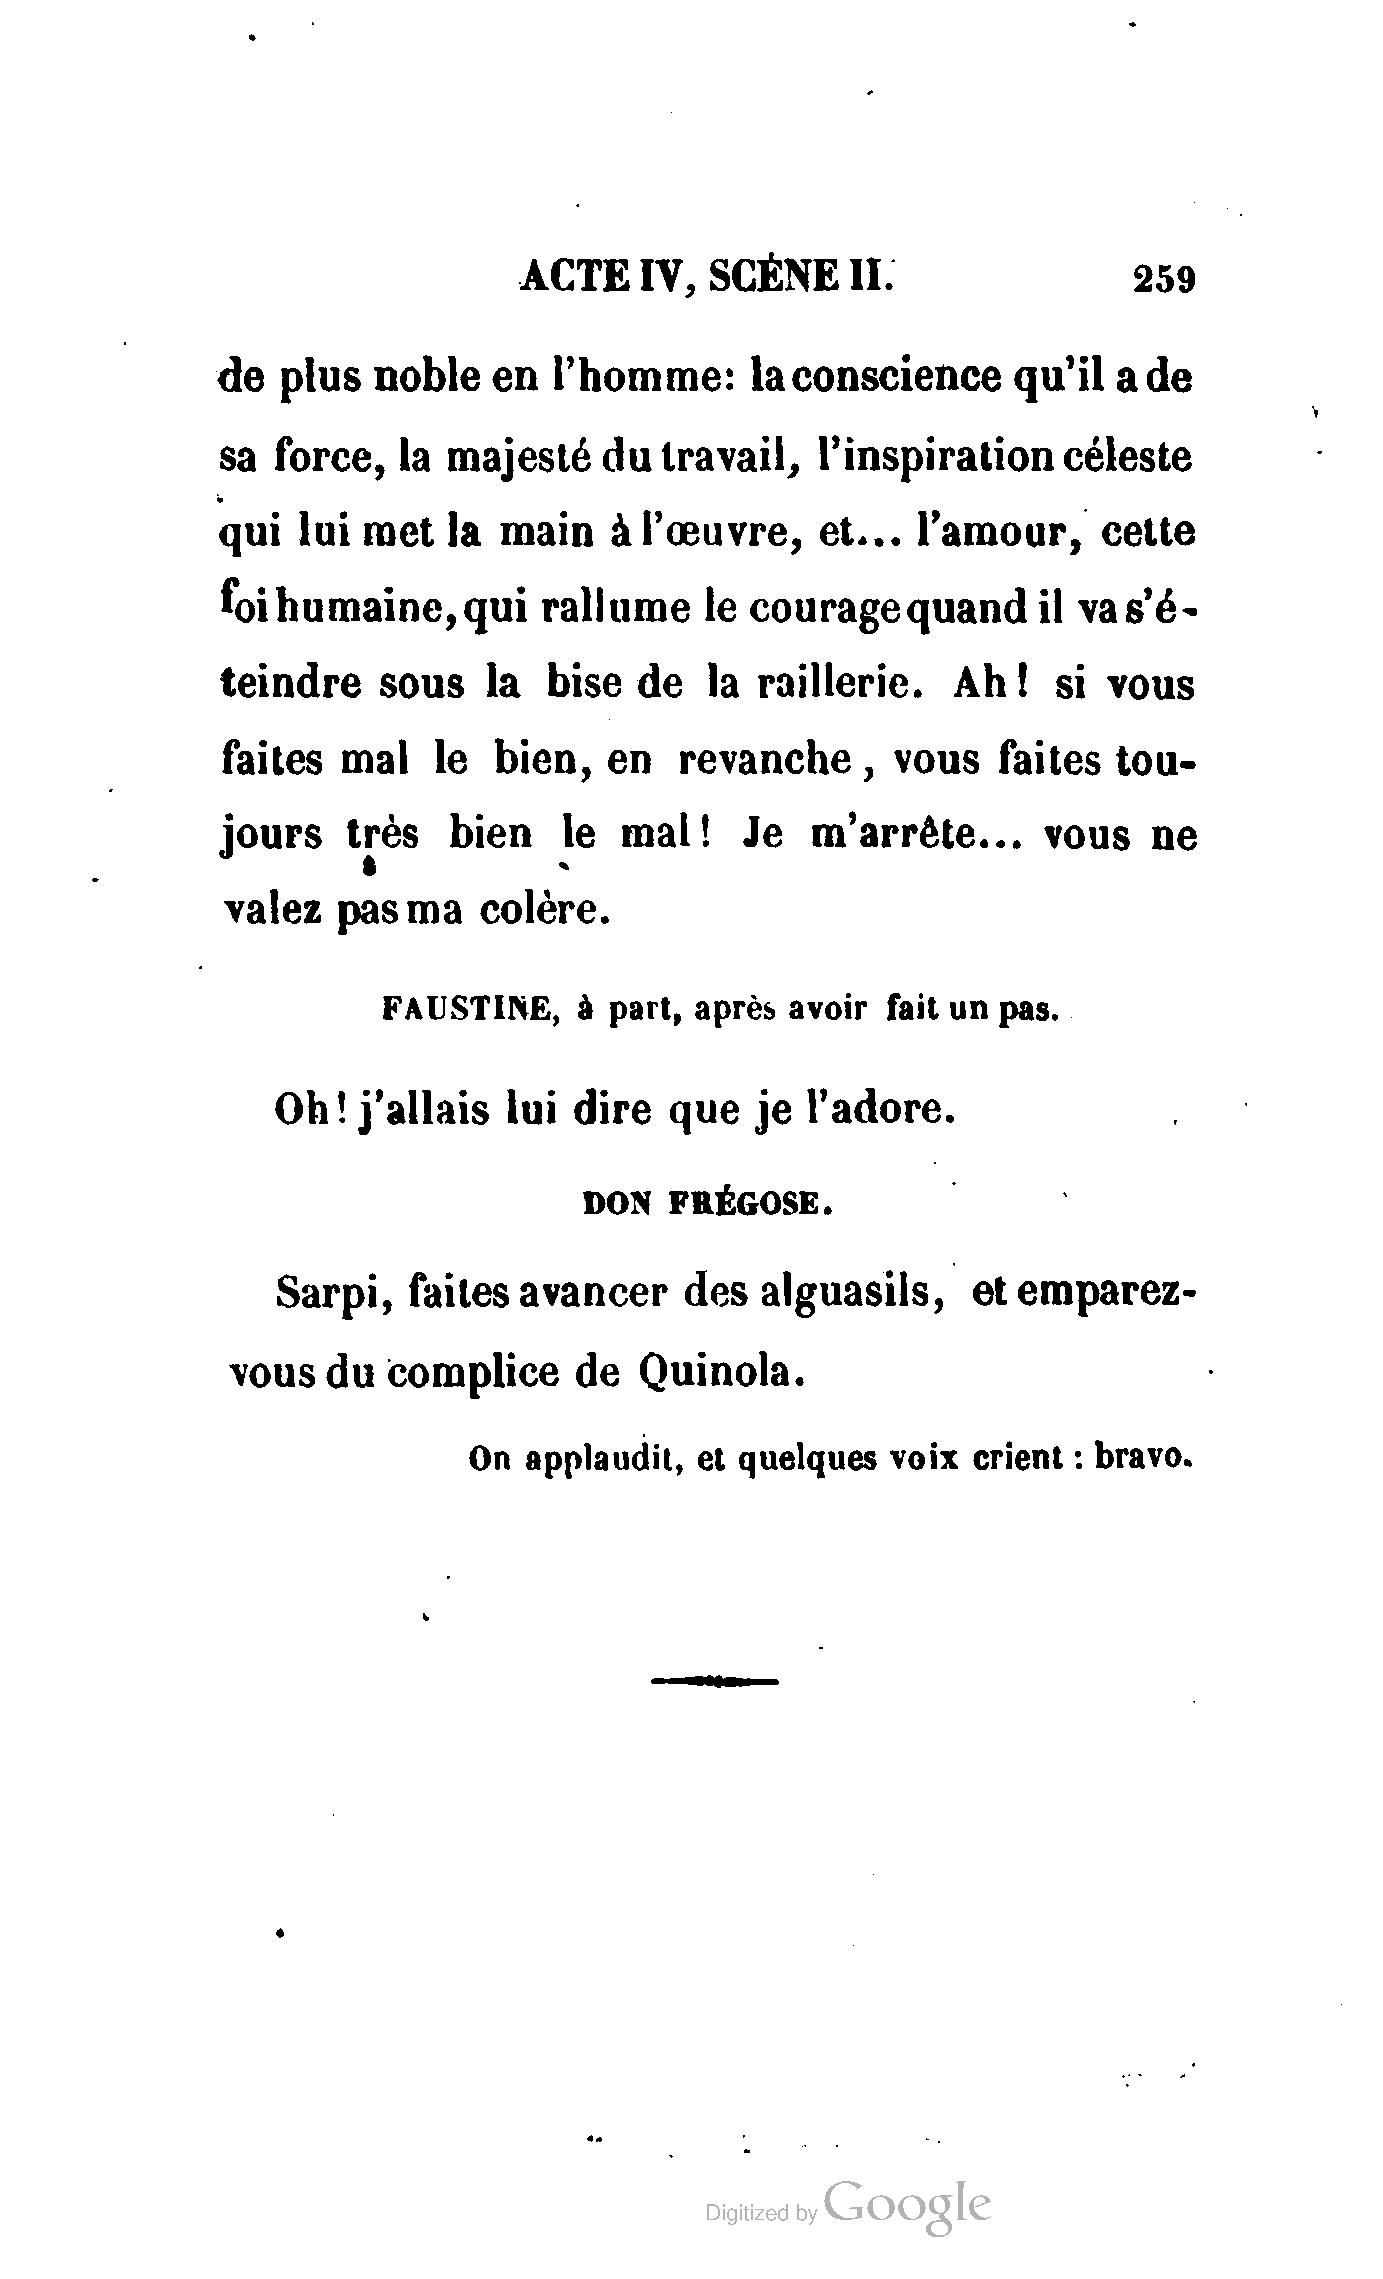 ACTE IV, SCÈNE II. 259
de plus noble en l'homme: la conscience qu'il a de
sa force, la majesté du travail, l'inspiration céleste
qui lui met la main à l'œuvre, et... l'amour, cette
foi humaine, qui rallume le courage quand il va s'é-
teindre sous la bise de la raillerie. Ah! si vous
faites mal le bien, en revanche, vous faites tou-
jours très bien le mal! Je m'arrête... vous ne
valez pas ma colère.
FAUSTINE, à part, après avoir fait un pas.
Oh! j'allais lui dire que je l'adore.
DON FRÉGOSE.
Sarpi, faites avancer des alguasils, et emparez-
vous du complice de Quinola.
On applaudit, et quelques voix crient : bravo.
Digitized by Google